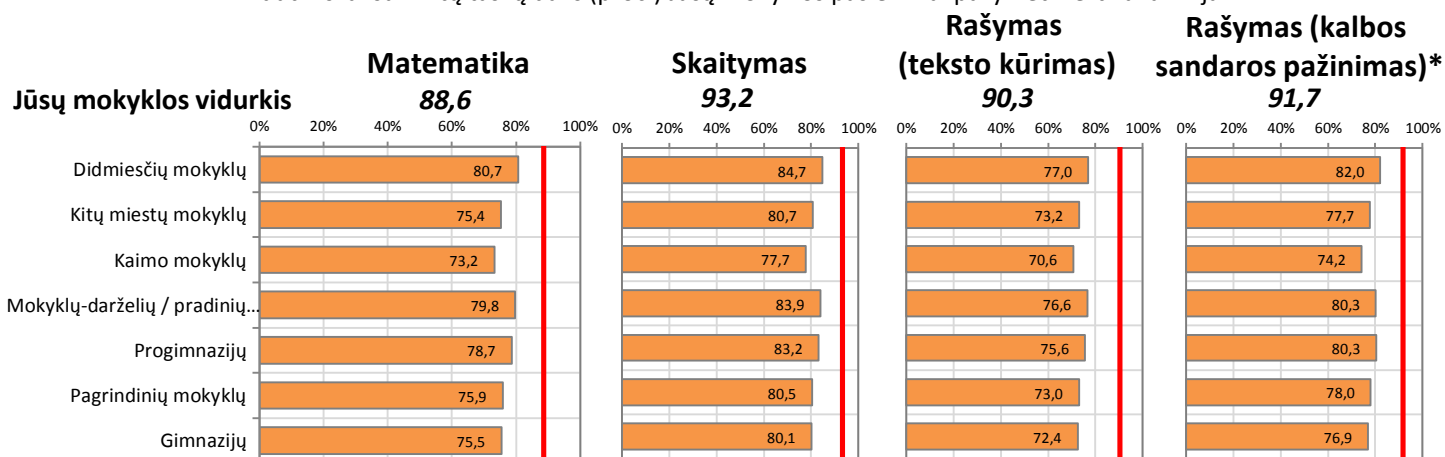 Matematika
88,6
Skaitymas
93,2
Rašymas
(teksto kūrimas)
90,3
Rašymas (kalbos
sandaros pažinimas)*
91,7
Jūsų mokyklos vidurkis
0% 20% 40% 60% 80% 100% 0% 20% 40% 60% 80% 100% 0% 20% 40% 60% 80% 100% 0% 20% 40% 60% 80% 100%
Didmiesčių mokyklų 80,7 84,7 77,0 82,0
Kitų miestų mokyklų 75,4 80,7 73,2 77,7
Kaimo mokyklų 73,2 77,7 70,6 74,2
Mokyklų-darželių / pradinių... 79,8 83,9 76,6 80,3
Progimnazijų 78,7 83,2 75,6 80,3
Pagrindinių mokyklų 75,9 80,5 73,0 78,0
Gimnazijų 75,5 80,1 72,4 76,9